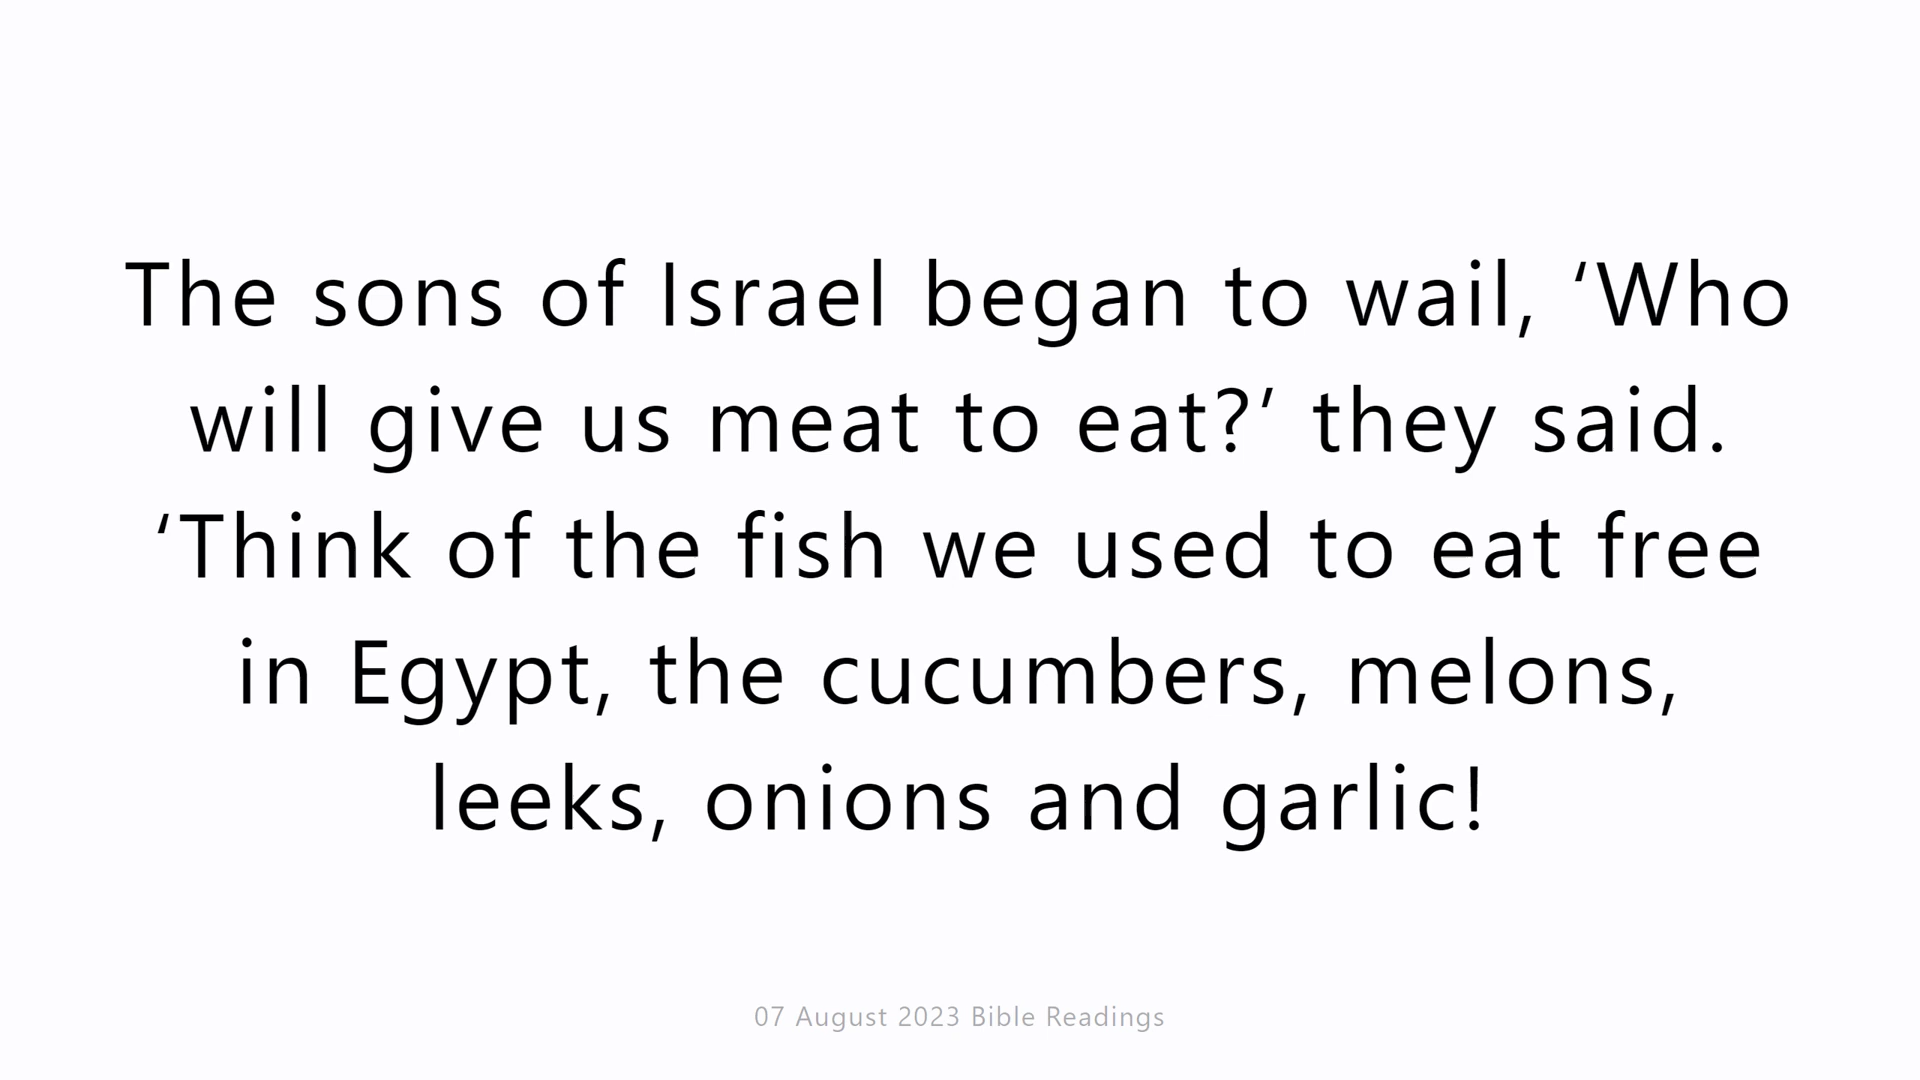 The sons of Israel began to wail, ‘Who
will give us meat to eat?’ they said.
‘Think of the fish we used to eat free
in Egypt, the cucumbers, melons,
leeks, onions and garlic!
07 August 2023 Bible Readings